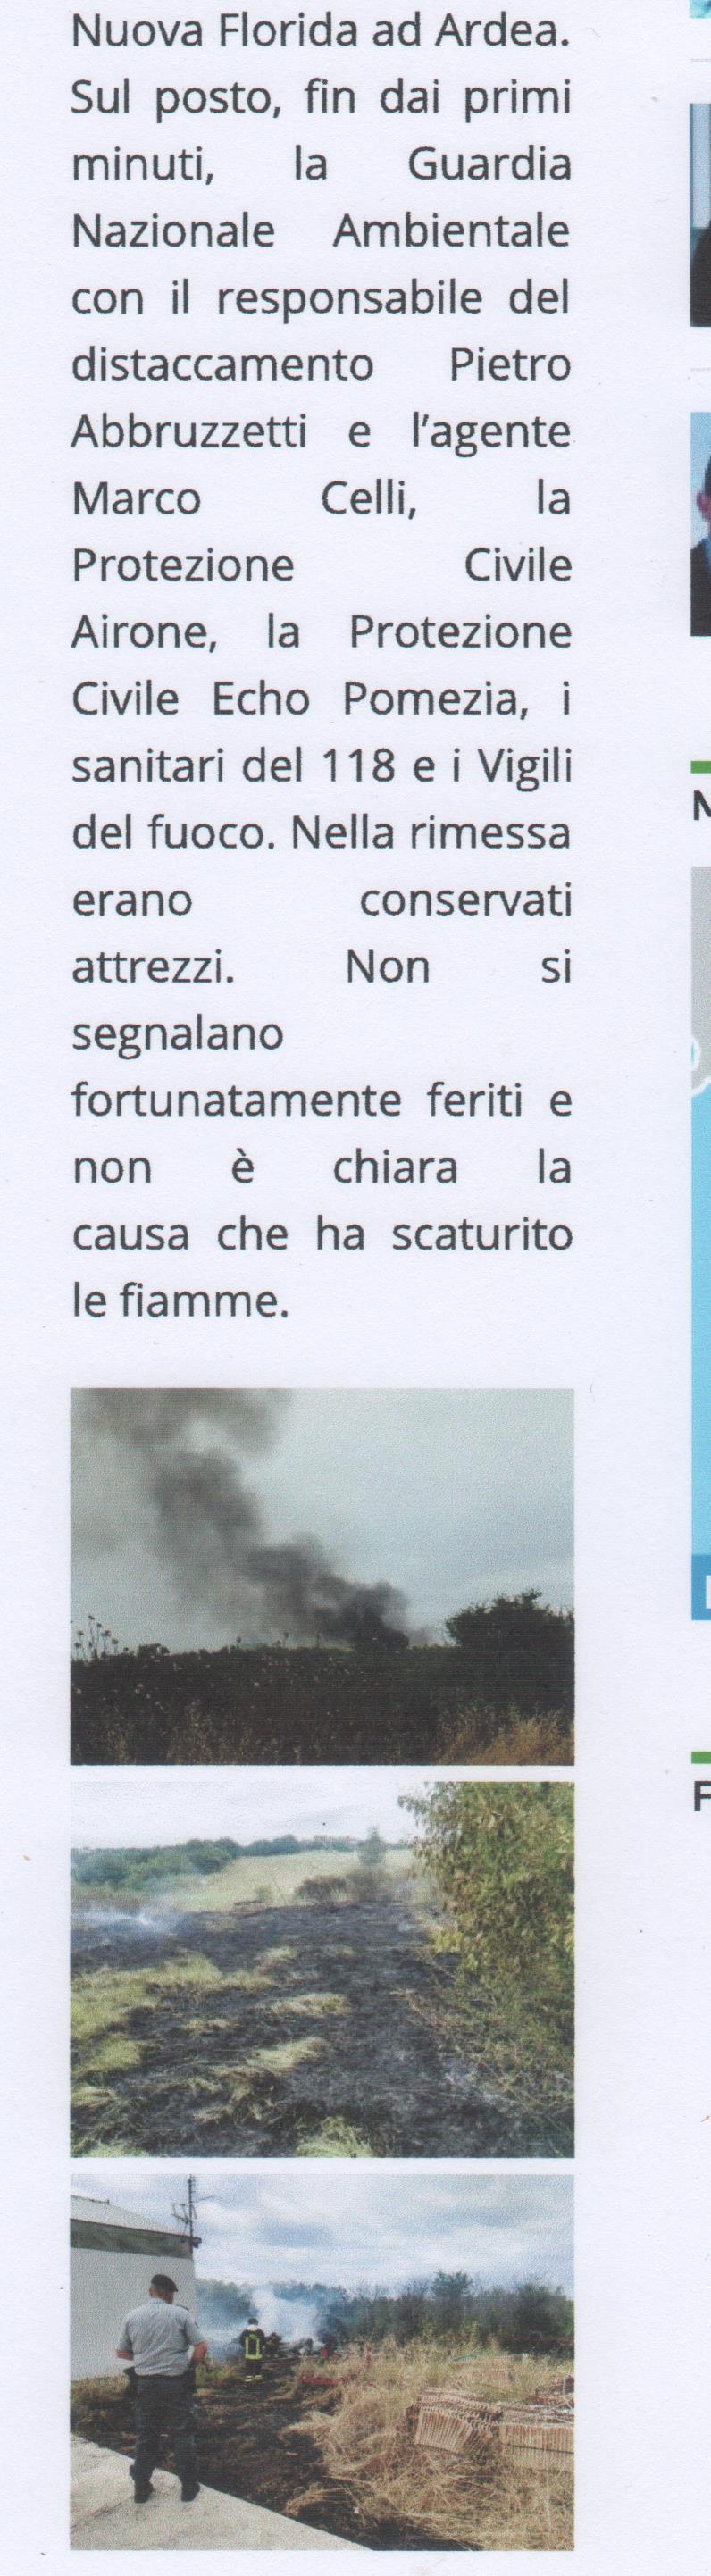 Nuova Florida ad Ardea.
Sul posto, fin dai primi
minuti, la Guardia
Nazionale Ambientale
con il responsabile del
distaccamento Pietro
Abbruzzetti e l'agente
Marco Celli, la
Protezione Civile
Airone, la Protezione
Civile Echo Pomezia, i
sanitari del 118 e i Vigili
del fuoco. Nella rimessa
erano conservati
attrezzi. Non si
segnalano
fortunatamente feriti e
non è chiara la
causa che ha scaturito
le fiamme.